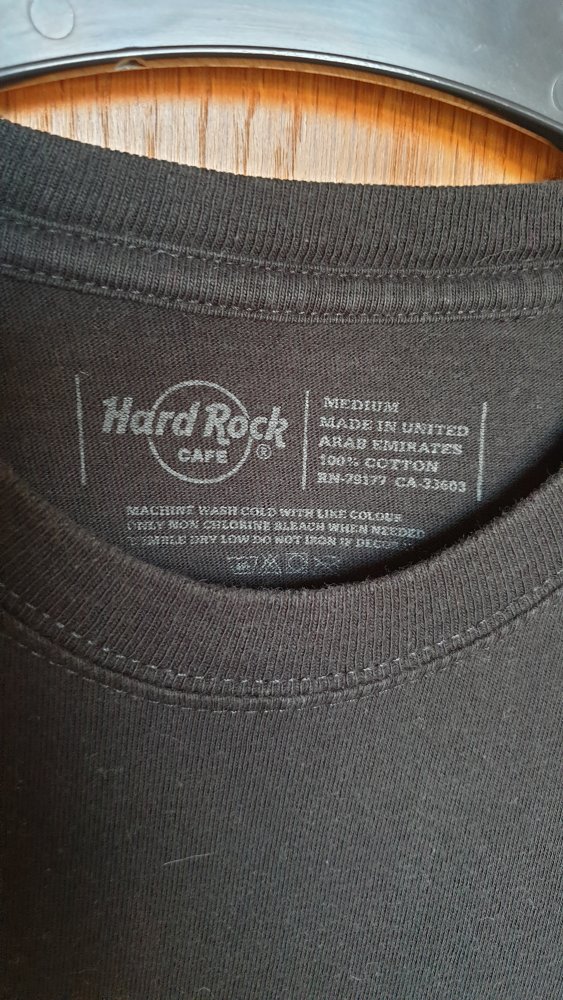 Hard Rock
CAFE ®
MEDIUM
MADE IN UNITED
ARAB EMIRATES
100% COTTON
RN-79177 CA-33603
MACHINE WASH COLD WITH LIKE COLOUR
ONLY NON CHLORINE BLEACH WHEN NEEDED
TUMBLE DRY LOW DO NOT IRON IF